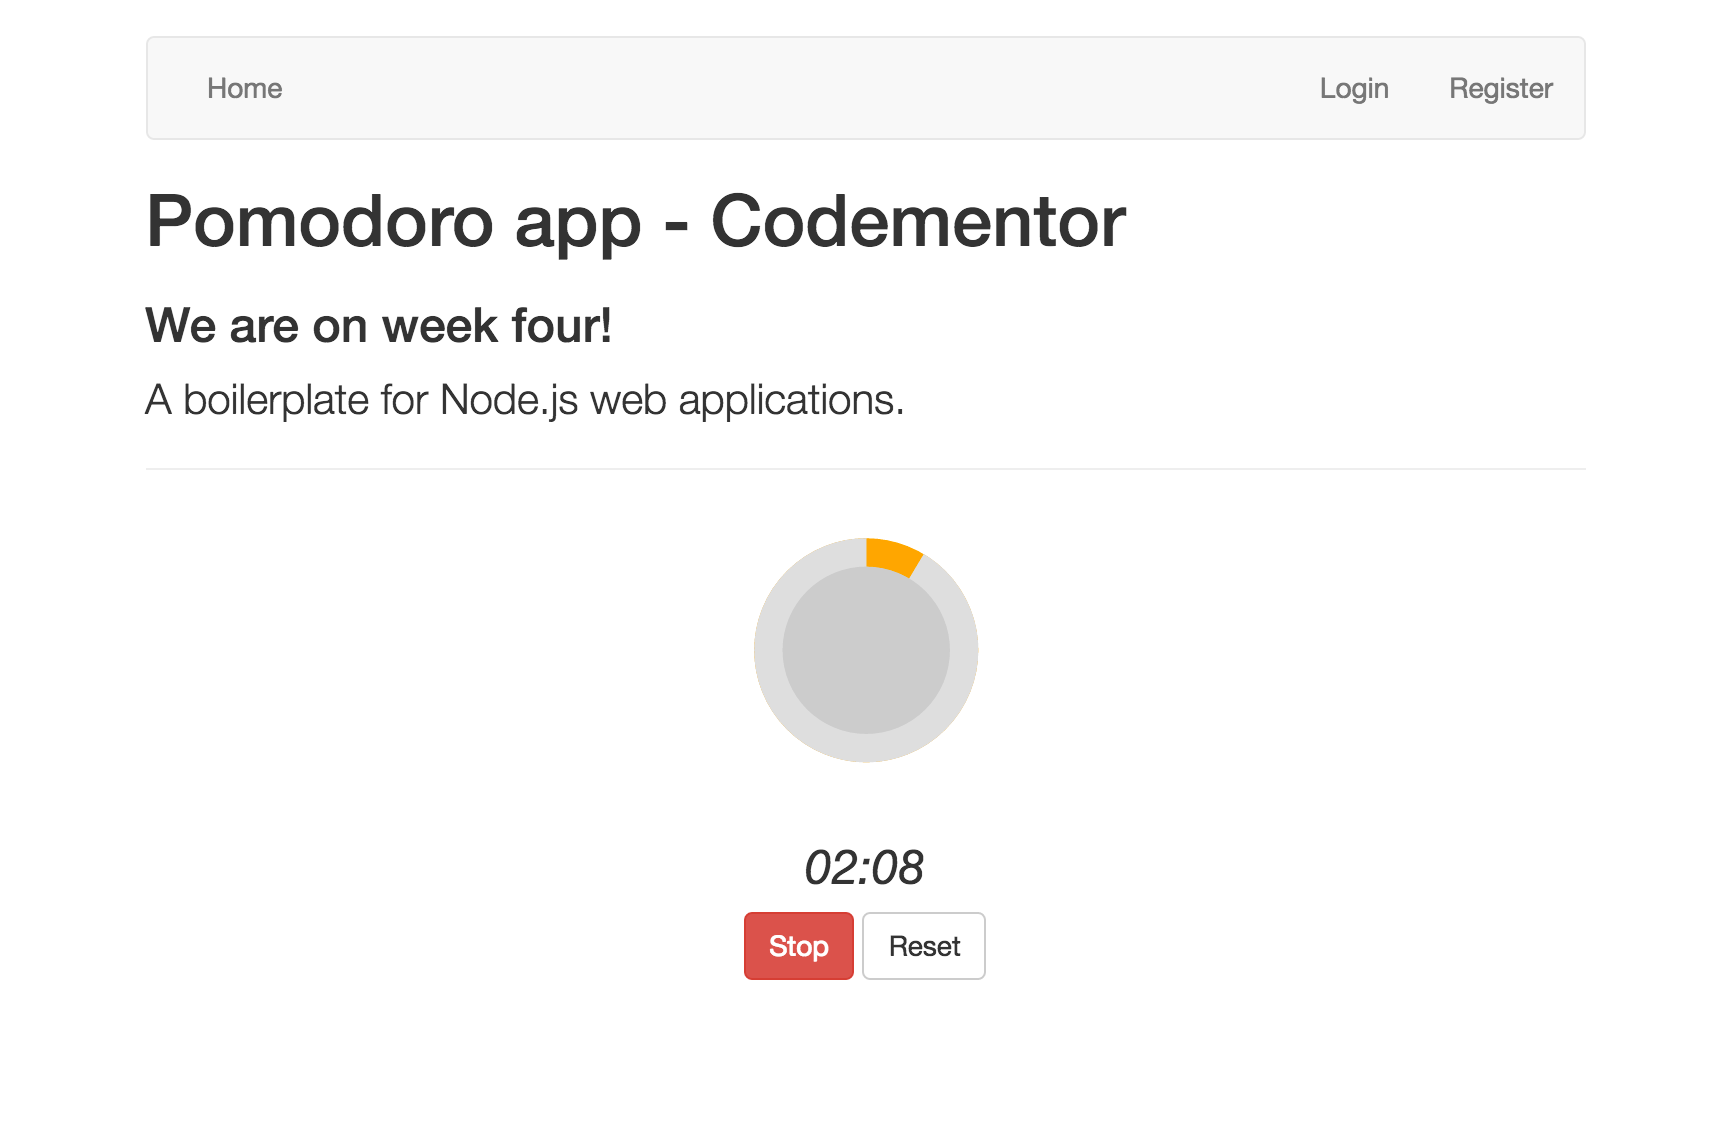 Home Login Register
Pomodoro app - Codementor
We are on week four!
A boilerplate for Node.js web applications.
02:08
Stop Reset